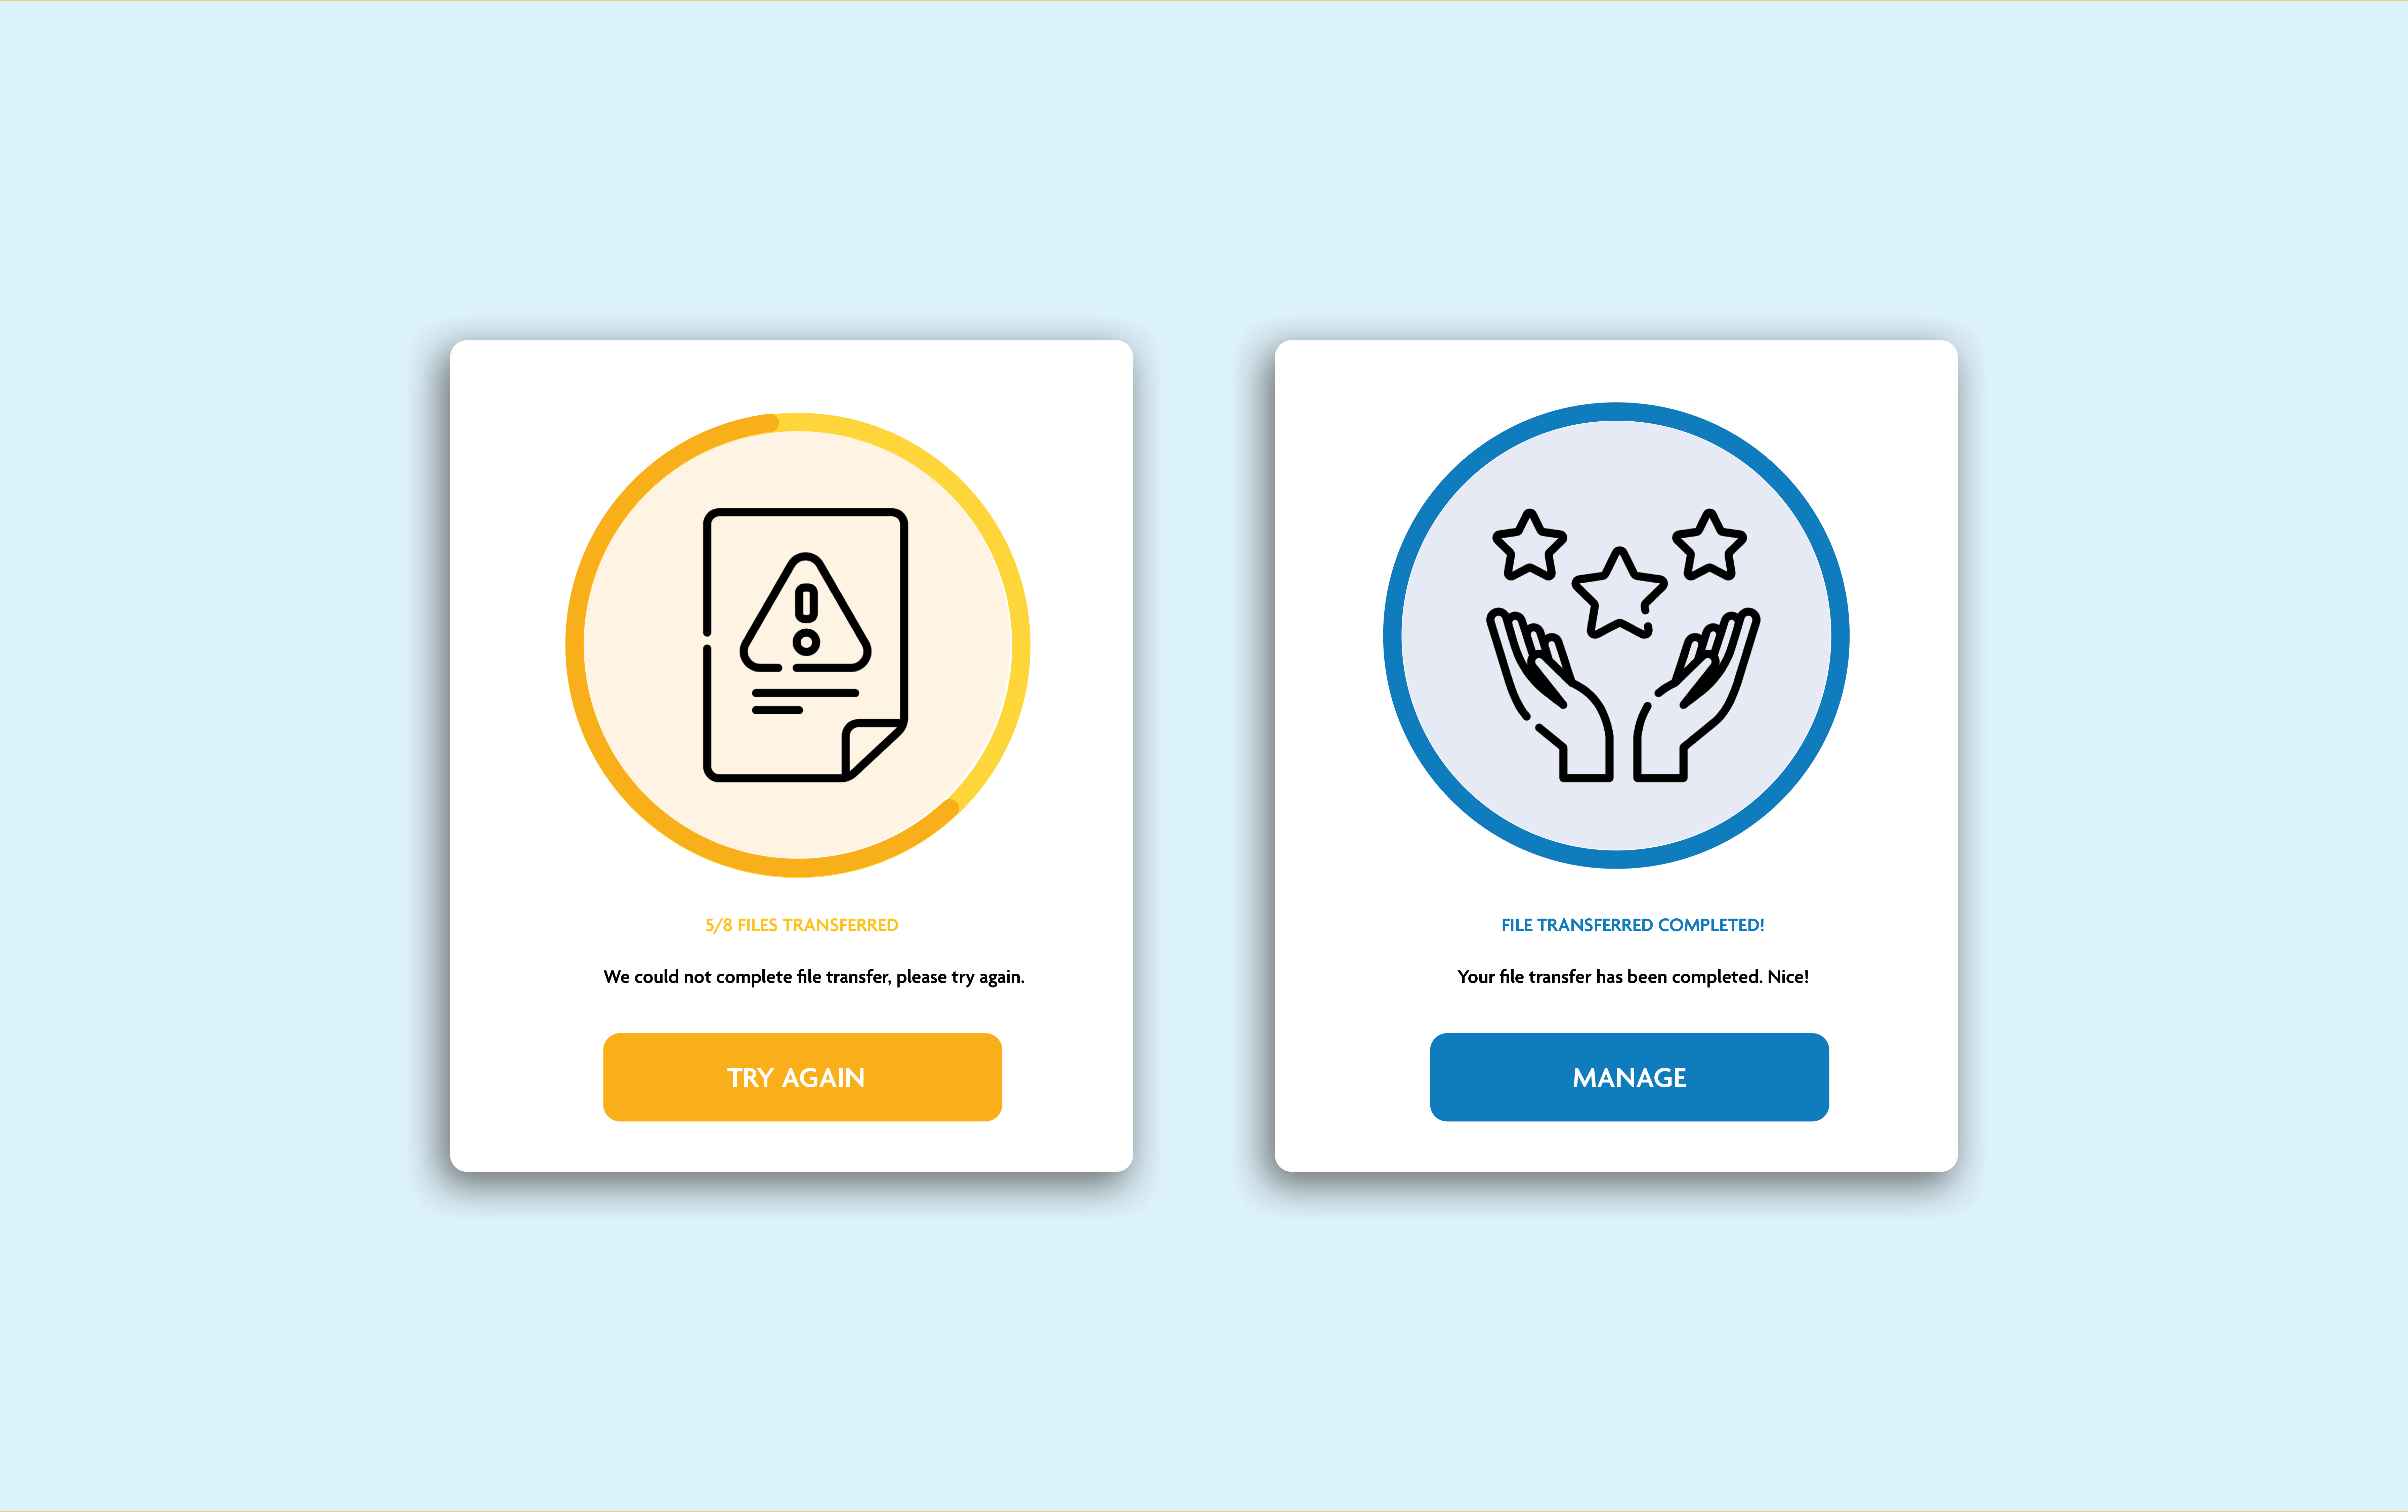 5/8 FILES TRANSFERRED
We could not complete file transfer, please try again.
TRY AGAIN
FILE TRANSFERRED COMPLETED!
Your file transfer has been completed. Nice!
MANAGE